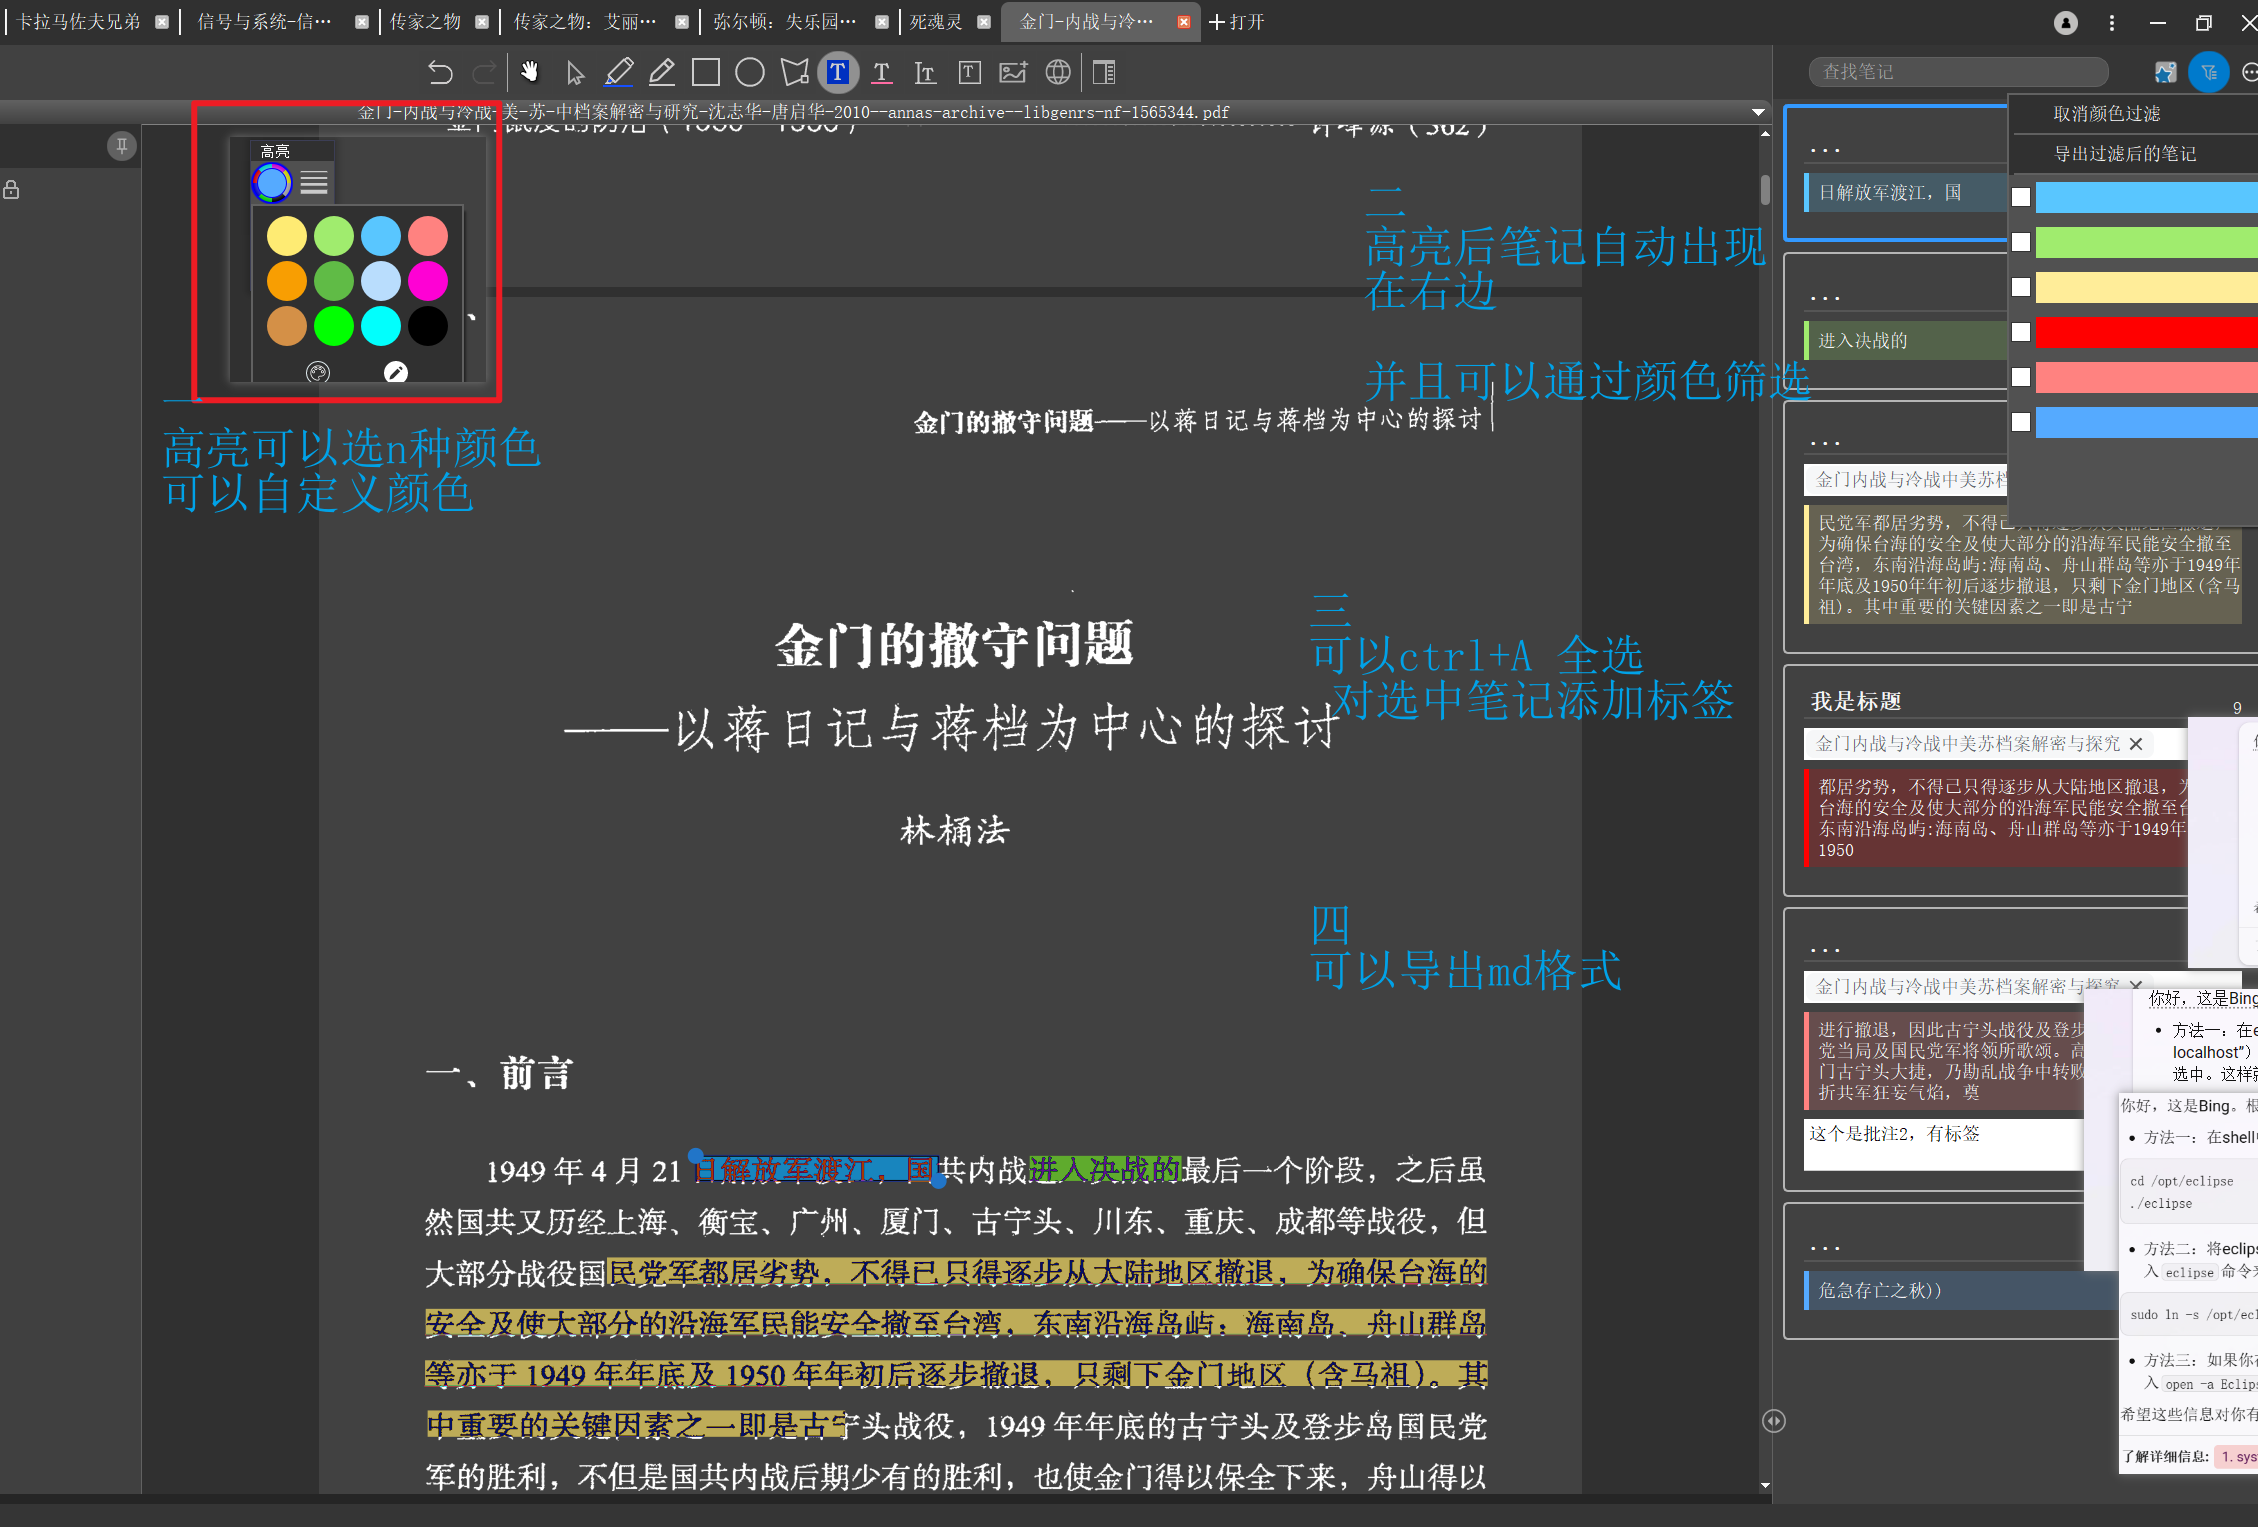 卡拉马佐夫兄弟
信号与系统-信…
传家之物
传家之物：艾丽…
弥尔顿：失乐园…
死魂灵
金门-内战与冷…
打开
查找笔记
金门-内战与冷战-美-苏-中档案解密与研究-沈志华-唐启华-2010--annas-archive--libgenrs-nf-1565344.pdf
高亮
一
高亮可以选n种颜色
可以自定义颜色
二
高亮后笔记自动出现
在右边
并且可以通过颜色筛选
金门的撤守问题——以蒋日记与蒋档为中心的探讨
金门的撤守问题
——以蒋日记与蒋档为中心的探讨
林桶法
三
可以ctrl+A 全选
对选中笔记添加标签
四
可以导出md格式
一、前言
1949 年 4 月 21 日解放军渡江，国共内战进入决战的最后一个阶段，之后虽
然国共又历经上海、衡宝、广州、厦门、古宁头、川东、重庆、成都等战役，但
大部分战役国民党军都居劣势，不得已只得逐步从大陆地区撤退，为确保台海的
安全及使大部分的沿海军民能安全撤至台湾，东南沿海岛屿：海南岛、舟山群岛
等亦于 1949 年年底及 1950 年年初后逐步撤退，只剩下金门地区（含马祖）。其
中重要的关键因素之一即是古宁头战役，1949 年年底的古宁头及登步岛国民党
军的胜利，不但是国共内战后期少有的胜利，也使金门得以保全下来，舟山得以
取消颜色过滤
导出过滤后的笔记
...
日解放军渡江，国
...
进入决战的
...
金门内战与冷战中美苏档
民党军都居劣势，不得已
为确保台海的安全及使大部分的沿海军民能安全撤至
台湾，东南沿海岛屿:海南岛、舟山群岛等亦于1949年
年底及1950年年初后逐步撤退，只剩下金门地区(含马
祖)。其中重要的关键因素之一即是古宁
我是标题
9
金门内战与冷战中美苏档案解密与探究
都居劣势，不得已只得逐步从大陆地区撤退，为
台海的安全及使大部分的沿海军民能安全撤至台
东南沿海岛屿:海南岛、舟山群岛等亦于1949年
1950
...
金门内战与冷战中美苏档案解密与探究
进行撤退，因此古宁头战役及登步
党当局及国民党军将领所歌颂。高
门古宁头大捷，乃勘乱战争中转败
折共军狂妄气焰，奠
这个是批注2，有标签
...
危急存亡之秋))
你好，这是Bing
方法一：在e
localhost”）
选中。这样就
你好，这是Bing。根
方法一：在shell
cd /opt/eclipse
./eclipse
方法二：将eclips
入 eclipse 命令来
sudo ln -s /opt/ecl
方法三：如果你在
入 open -a Eclips
希望这些信息对你有
了解详细信息: 1. sys